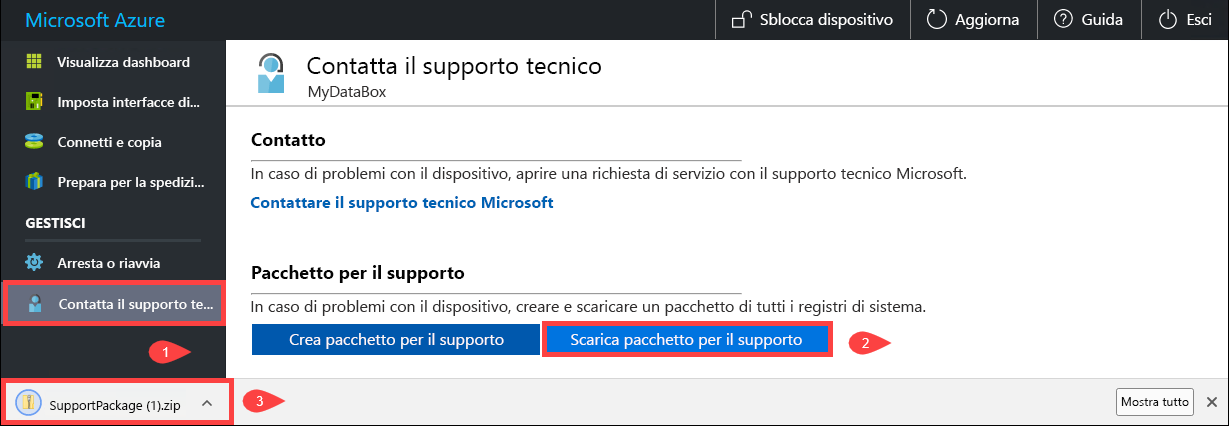 Microsoft Azure
Sblocca dispositivo
Aggiorna
Guida
Esci
Visualizza dashboard
Imposta interfacce di...
Connetti e copia
Prepara per la spedizi...
GESTISCI
Arresta o riavvia
Contatta il supporto te...
1
Contatta il supporto tecnico
MyDataBox
Contatto
In caso di problemi con il dispositivo, aprire una richiesta di servizio con il supporto tecnico Microsoft.
Contattare il supporto tecnico Microsoft
Pacchetto per il supporto
In caso di problemi con il dispositivo, creare e scaricare un pacchetto di tutti i registri di sistema.
Crea pacchetto per il supporto
Scarica pacchetto per il supporto
2
SupportPackage (1).zip
3
Mostra tutto